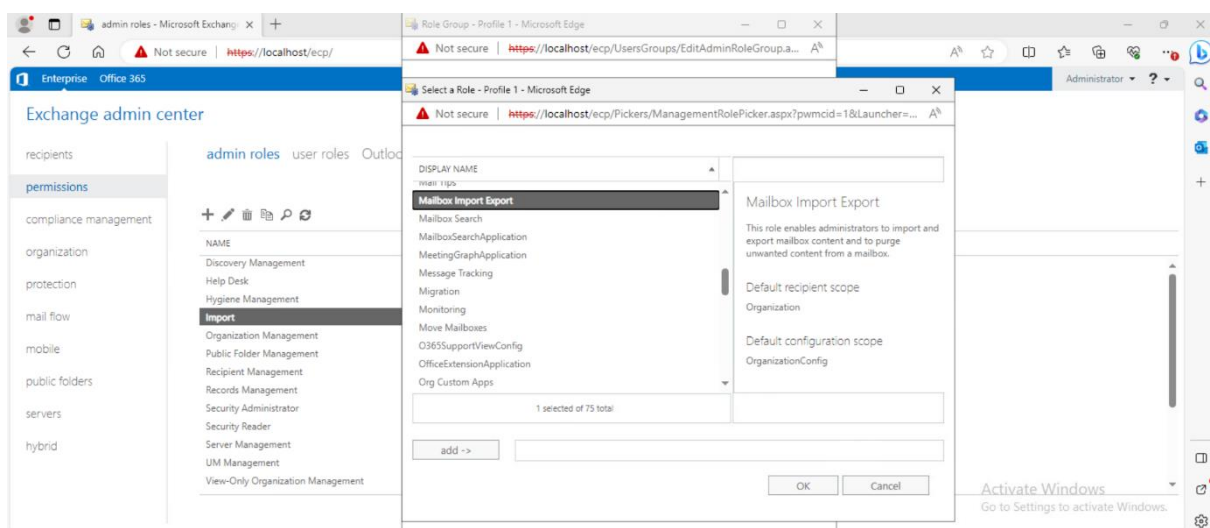 admin roles - Microsoft Exchang
Role Group - Profile 1 - Microsoft Edge
Not secure | https://localhost/ecp/
Not secure | https://localhost/ecp/UsersGroups/EditAdminRoleGroup.a...
Enterprise Office 365
Administrator ?
Select a Role - Profile 1 - Microsoft Edge
Not secure | https://localhost/ecp/Pickers/ManagementRolePicker.aspx?pwmcid=1&Launcher=...
Exchange admin center
recipients
permissions
compliance management
organization
protection
mail flow
mobile
public folders
servers
hybrid
admin roles user roles Outloo
NAME
Discovery Management
Help Desk
Hygiene Management
Import
Organization Management
Public Folder Management
Recipient Management
Records Management
Security Administrator
Security Reader
Server Management
UM Management
View-Only Organization Management
DISPLAY NAME
Mail Tips
Mailbox Import Export
Mailbox Search
MailboxSearchApplication
MeetingGraphApplication
Message Tracking
Migration
Monitoring
Move Mailboxes
O365SupportViewConfig
OfficeExtensionApplication
Org Custom Apps
1 selected of 75 total
Mailbox Import Export
This role enables administrators to import and
export mailbox content and to purge
unwanted content from a mailbox.
Default recipient scope
Organization
Default configuration scope
OrganizationConfig
add ->
OK Cancel
Activate Windows
Go to Settings to activate Windows.